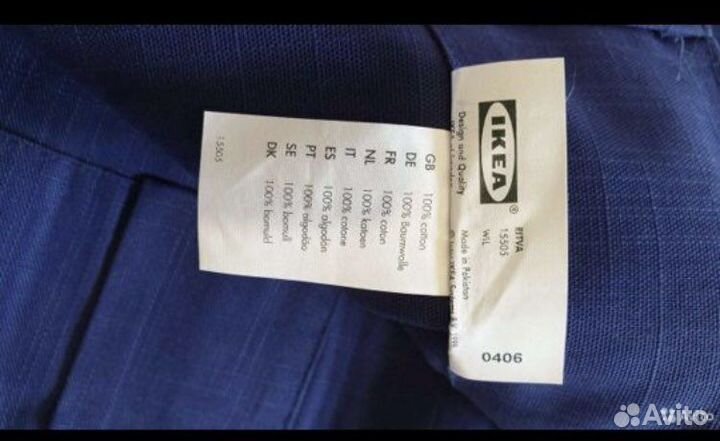 IKEA®
Design and Quality
RITVA
15505
WIL
Made in Pakistan
0406
GB 100% cotton
DE 100% Baumwolle
FR 100% coton
NL 100% katoen
IT 100% cotone
ES 100% algodon
PT 100% algodão
SE 100% bomull
DK 100% bomuld
15505
Avito